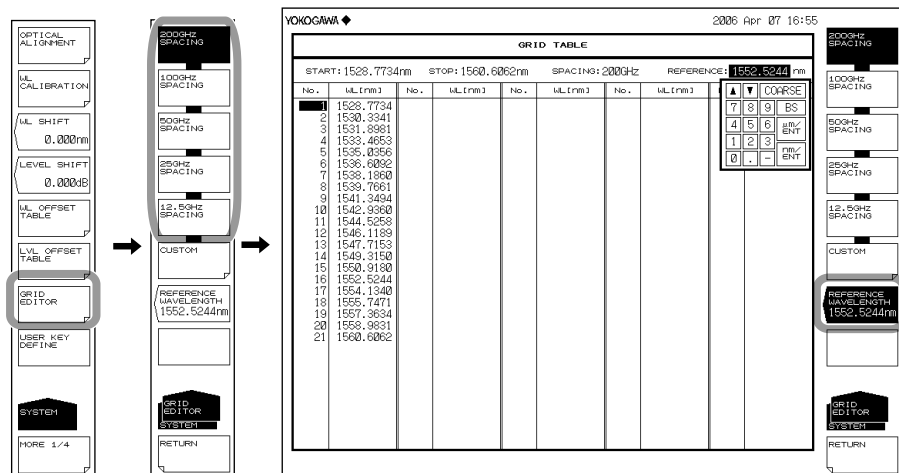 OPTICAL
ALIGNMENT
WL
CALIBRATION
WL SHIFT
0.000nm
LEVEL SHIFT
0.000dB
WL OFFSET
TABLE
LVL OFFSET
TABLE
GRID
EDITOR
USER KEY
DEFINE
SYSTEM
MORE 1/4
200GHz
SPACING
100GHz
SPACING
50GHz
SPACING
25GHz
SPACING
12.5GHz
SPACING
CUSTOM
REFERENCE
WAVELENGTH
1552.5244nm
GRID
EDITOR
SYSTEM
RETURN
YOKOGAWA ◆ 2006 Apr 07 16:55
GRID TABLE
START:1528.7734nm STOP:1560.6062nm SPACING:200GHz REFERENCE: 1552.5244 nm
No. WL[nm] No. WL[nm] No. WL[nm] No. WL[nm] N
1 1528.7734
2 1530.3341
3 1531.8981
4 1533.4653
5 1535.0356
6 1536.6092
7 1538.1860
8 1539.7661
9 1541.3494
10 1542.9360
11 1544.5258
12 1546.1189
13 1547.7153
14 1549.3150
15 1550.9180
16 1552.5244
17 1554.1340
18 1555.7471
19 1557.3634
20 1558.9831
21 1560.6062
▲ ▼ COARSE
7 8 9 BS
4 5 6 µm/ENT
1 2 3 nm/ENT
0 . -
200GHz
SPACING
100GHz
SPACING
50GHz
SPACING
25GHz
SPACING
12.5GHz
SPACING
CUSTOM
REFERENCE
WAVELENGTH
1552.5244nm
GRID
EDITOR
SYSTEM
RETURN